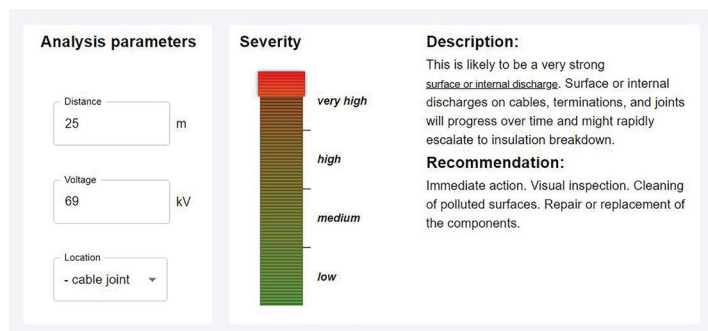 Analysis parameters
Distance
25 m
Voltage
69 kV
Location
- cable joint
Severity
very high
high
medium
low
Description:
This is likely to be a very strong
surface or internal discharge. Surface or internal
discharges on cables, terminations, and joints
will progress over time and might rapidly
escalate to insulation breakdown.
Recommendation:
Immediate action. Visual inspection. Cleaning
of polluted surfaces. Repair or replacement of
the components.